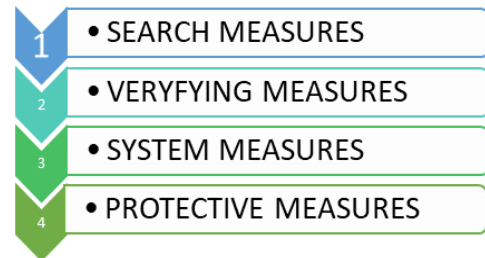 1 • SEARCH MEASURES
2 • VERYFYING MEASURES
3 • SYSTEM MEASURES
4 • PROTECTIVE MEASURES